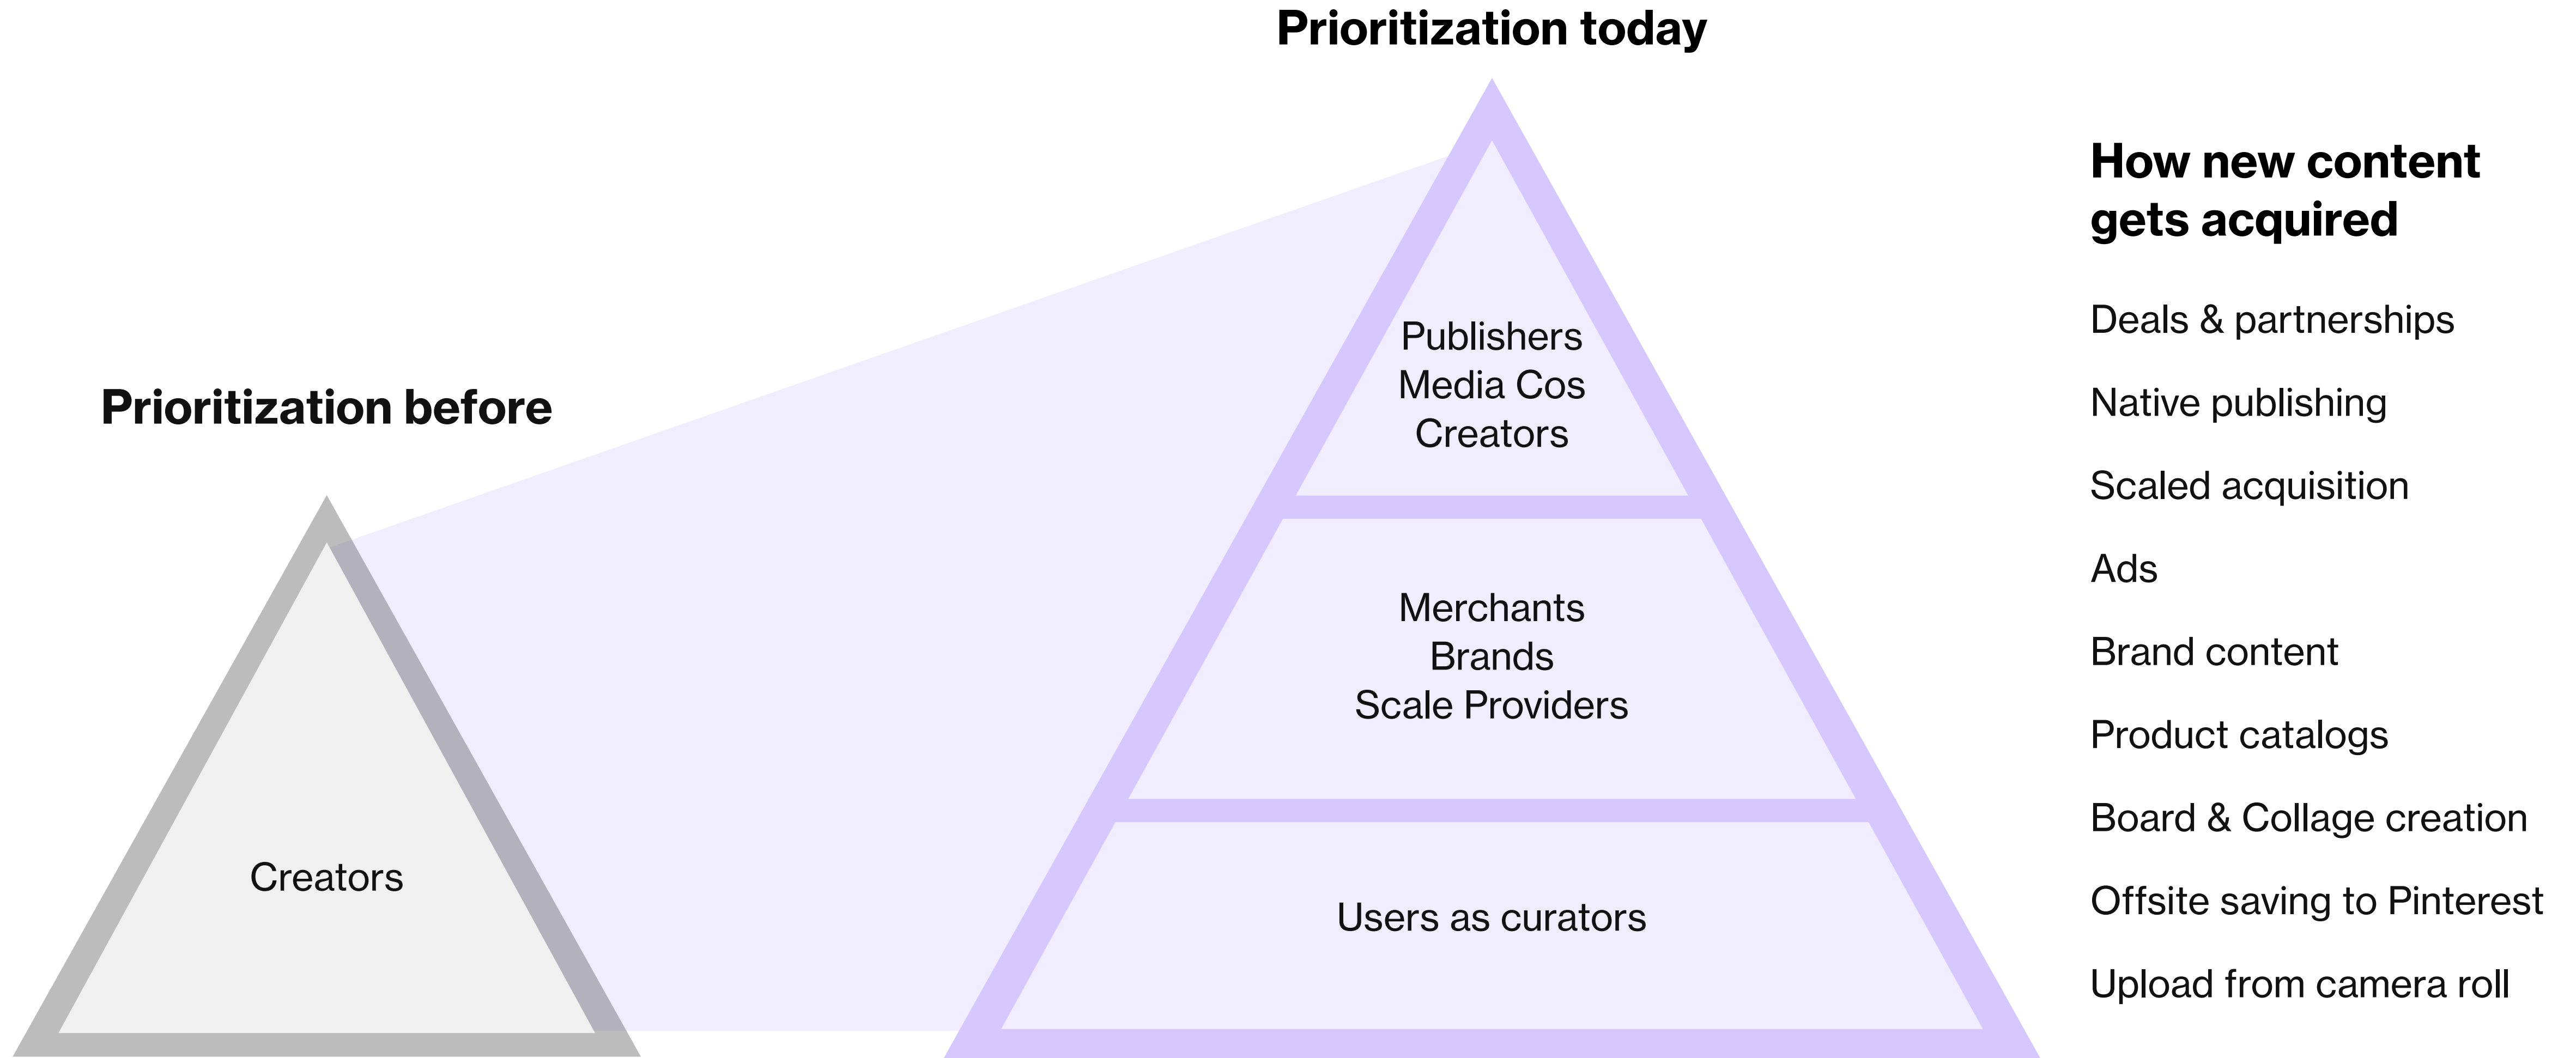 Prioritization before
Creators
Prioritization today
Publishers
Media Cos
Creators
Merchants
Brands
Scale Providers
Users as curators
How new content
gets acquired
Deals & partnerships
Native publishing
Scaled acquisition
Ads
Brand content
Product catalogs
Board & Collage creation
Offsite saving to Pinterest
Upload from camera roll